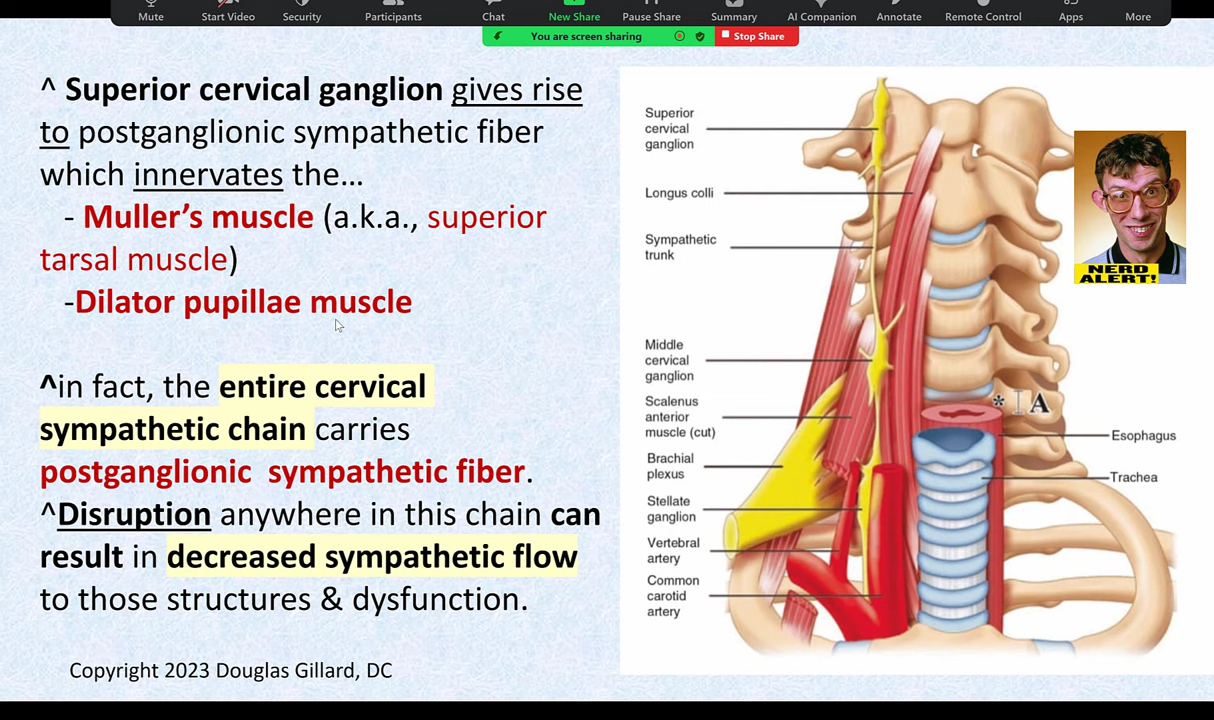 Mute Start Video Security Participants Chat New Share Pause Share Summary AI Companion Annotate Remote Control Apps More
You are screen sharing Stop Share
^ Superior cervical ganglion gives rise
to postganglionic sympathetic fiber
which innervates the…
- Muller’s muscle (a.k.a., superior
tarsal muscle)
-Dilator pupillae muscle
^in fact, the entire cervical
sympathetic chain carries
postganglionic sympathetic fiber.
^Disruption anywhere in this chain can
result in decreased sympathetic flow
to those structures & dysfunction.
Copyright 2023 Douglas Gillard, DC
Superior
cervical
ganglion
Longus colli
Sympathetic
trunk
Middle
cervical
ganglion
Scalenus
anterior
muscle (cut)
Brachial
plexus
Stellate
ganglion
Vertebral
artery
Common
carotid
artery
* A
Esophagus
Trachea
NERD
ALERT!